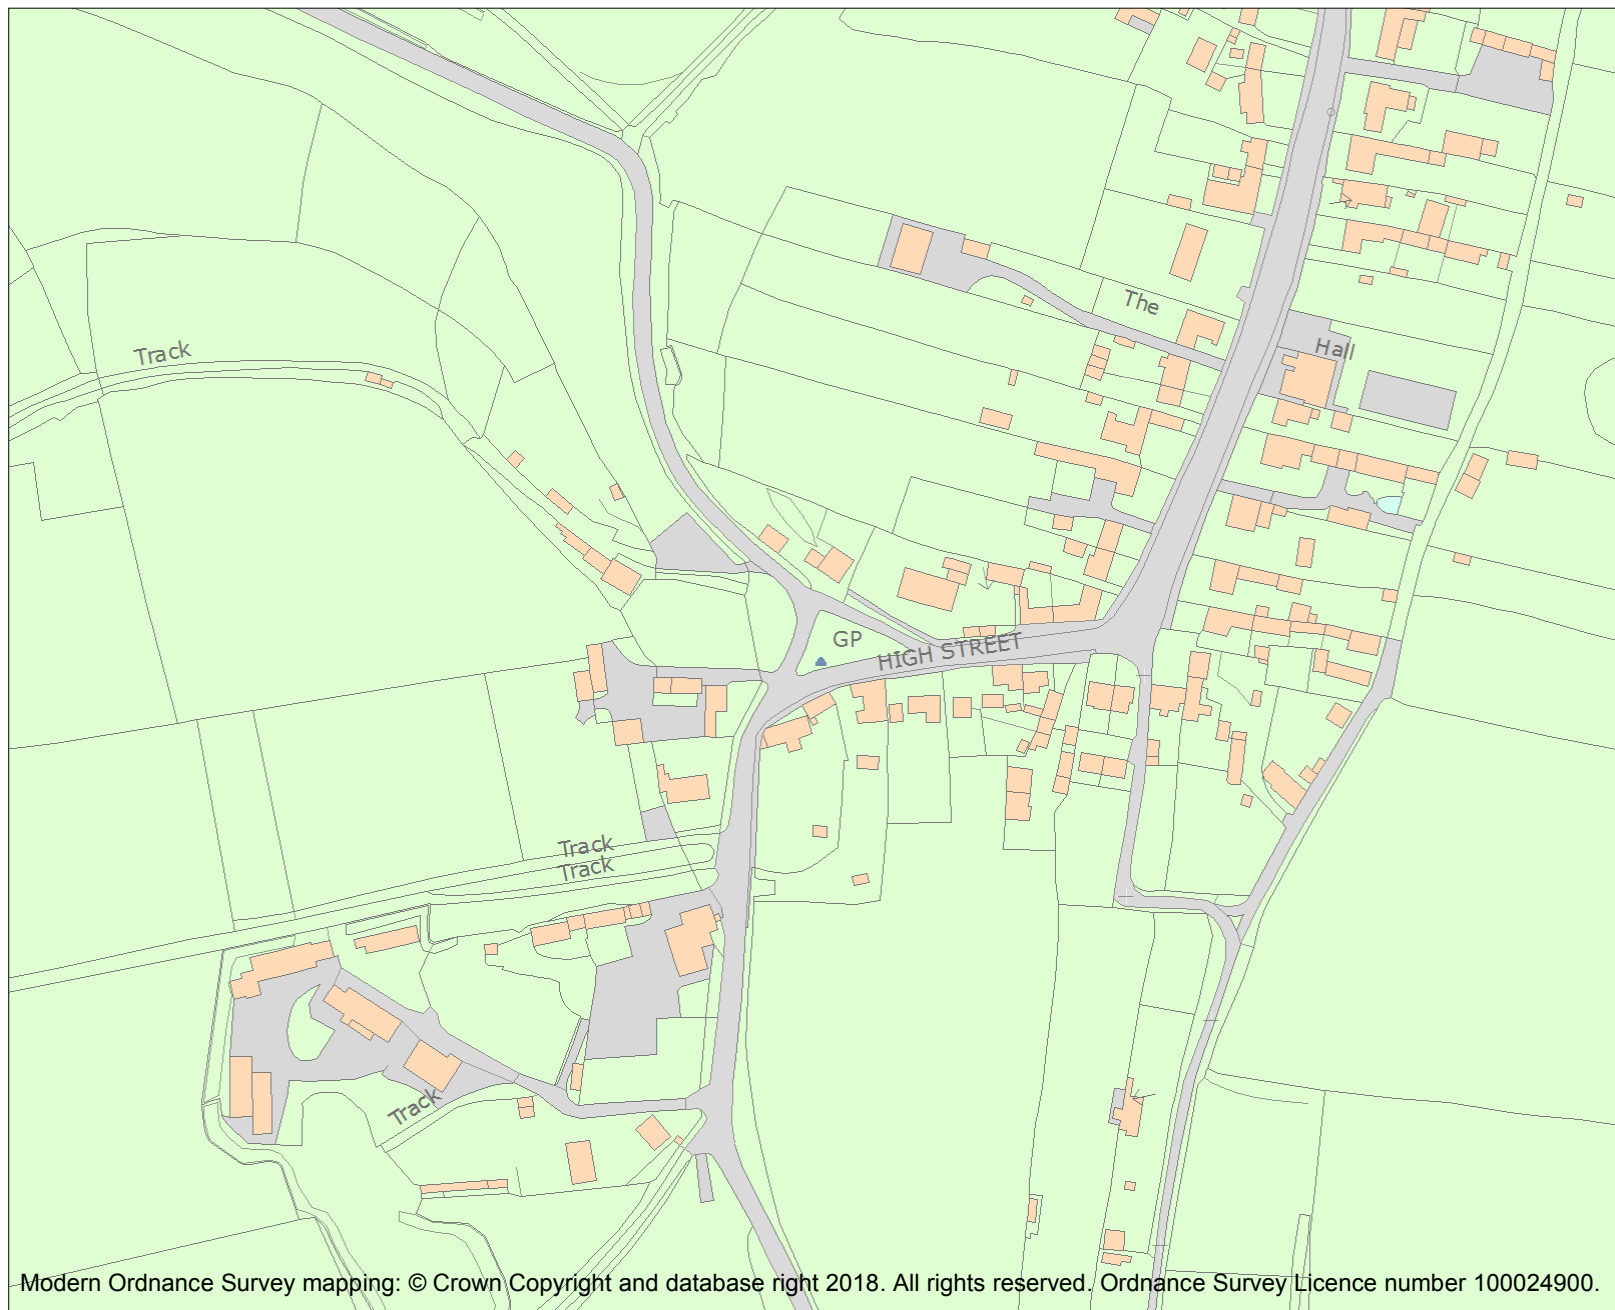 The
Hall
Track
GP
HIGH STREET
Track
Track
Track
Modern Ordnance Survey mapping: © Crown Copyright and database right 2018. All rights reserved. Ordnance Survey Licence number 100024900.